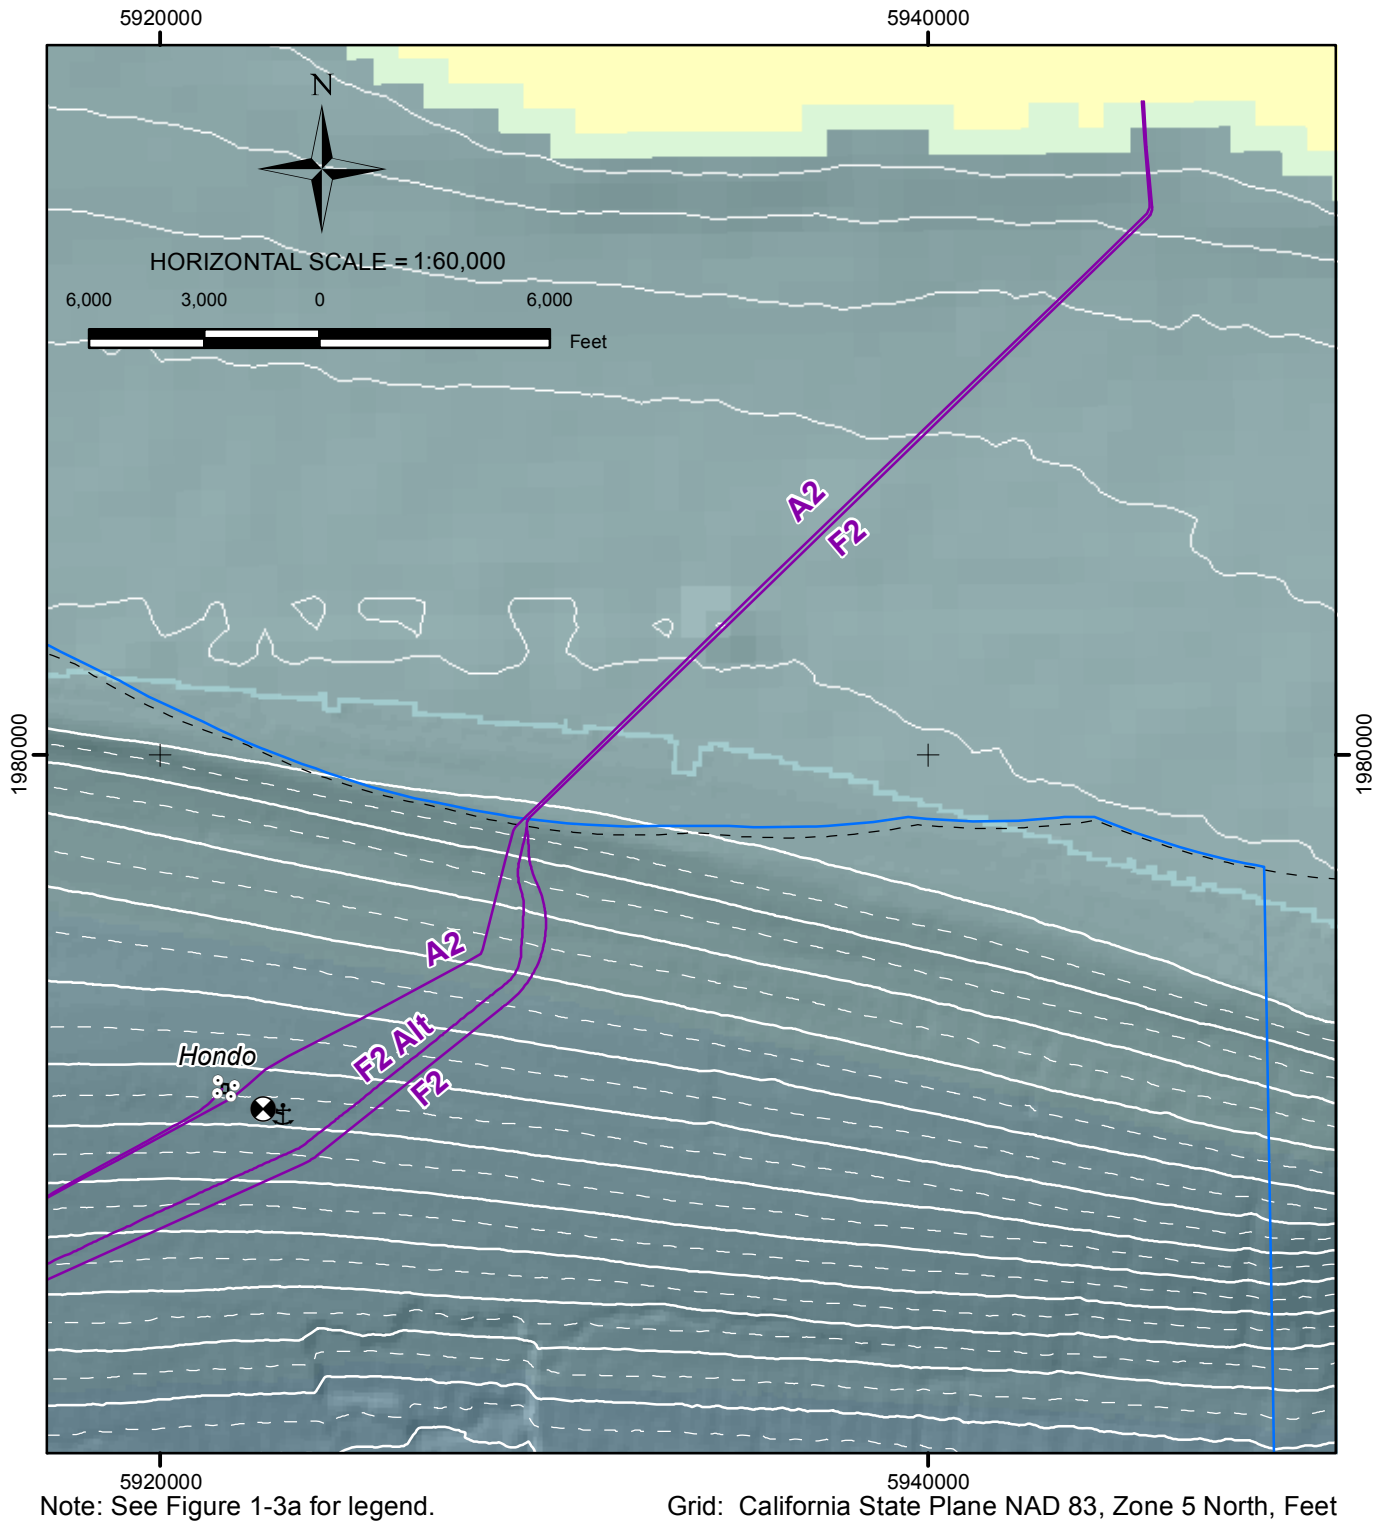 5920000 5940000
N
HORIZONTAL SCALE = 1:60,000
6,000 3,000 0 6,000
Feet
A2
F2
1980000 1980000
A2
F2 Alt
F2
Hondo
5920000 5940000
Note: See Figure 1-3a for legend. Grid: California State Plane NAD 83, Zone 5 North, Feet